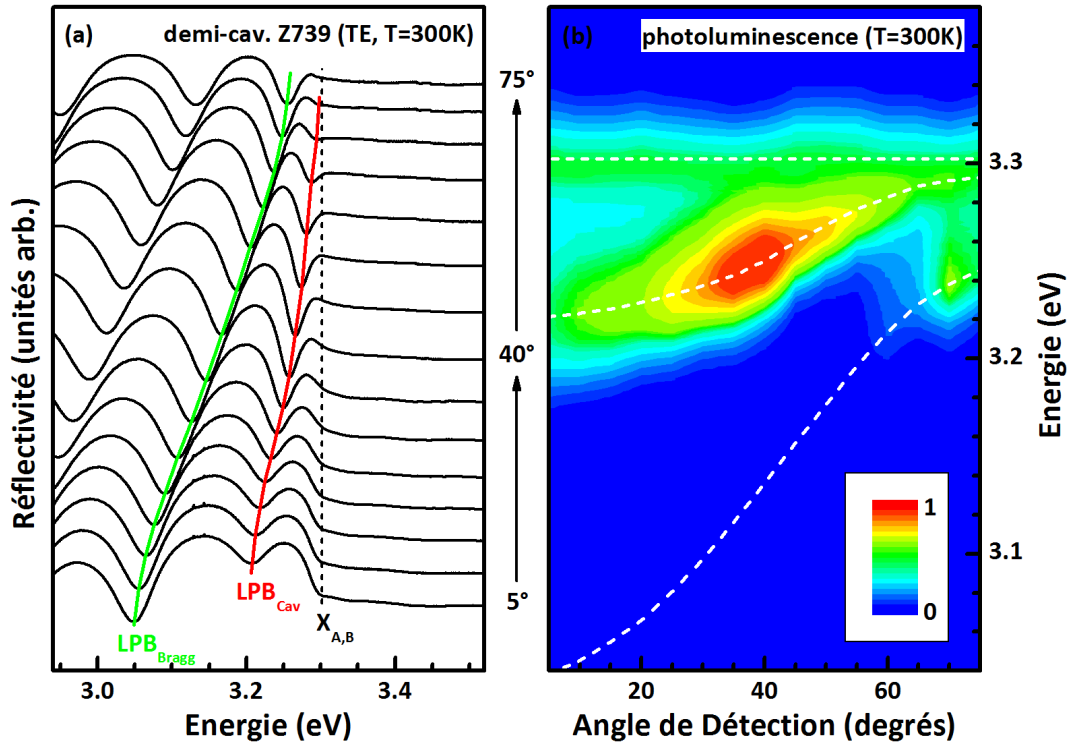 (a) demi-cav. Z739 (TE, T=300K)
Réflectivité (unités arb.)
LPB_Bragg
LPB_Cav
X_A,B
75°
40°
5°
3.0 3.2 3.4
Energie (eV)
(b) photoluminescence (T=300K)
3.3
3.2
3.1
Energie (eV)
1
0
20 40 60
Angle de Détection (degrés)